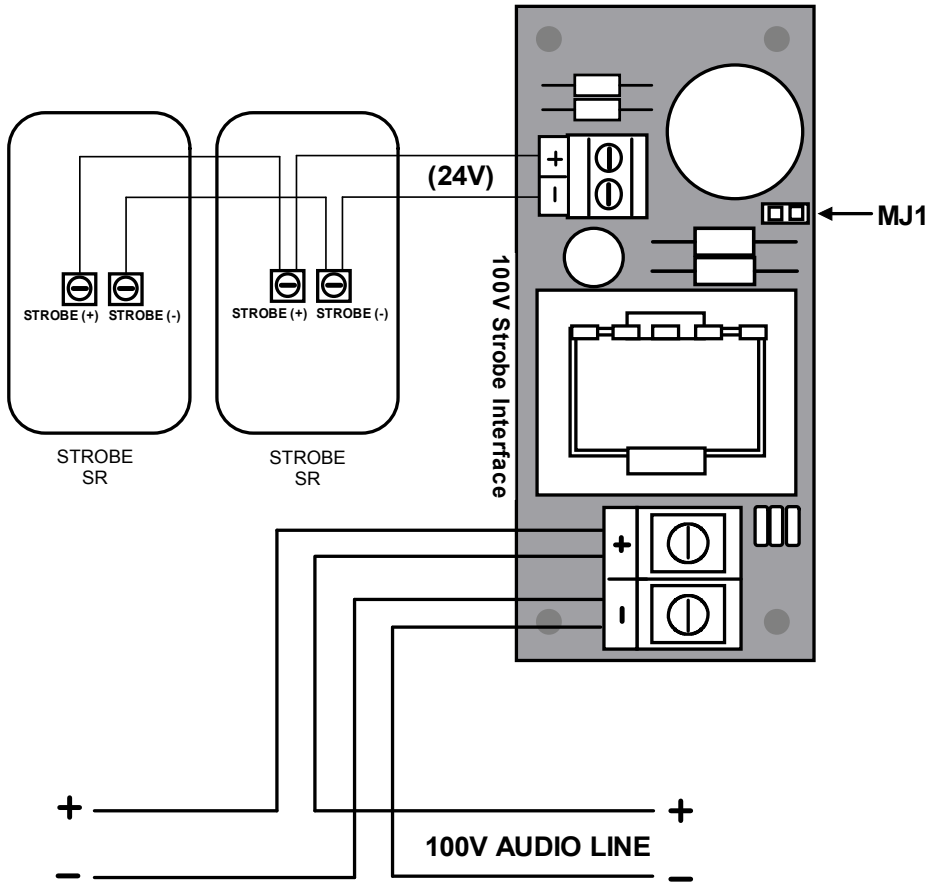 (24V)
+
-
MJ1
STROBE (+) STROBE (-)
STROBE (+) STROBE (-)
STROBE
SR
STROBE
SR
100V Strobe Interface
+
-
+
-
+
-
100V AUDIO LINE